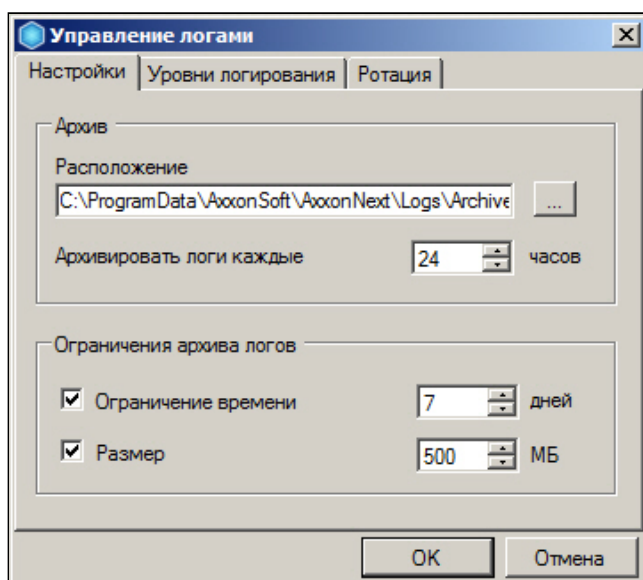 Управление логами
Настройки Уровни логирования Ротация
Архив
Расположение
C:\ProgramData\AxxonSoft\AxxonNext\Logs\Archive ...
Архивировать логи каждые 24 часов
Ограничения архива логов
Ограничение времени 7 дней
Размер 500 МБ
OK Отмена